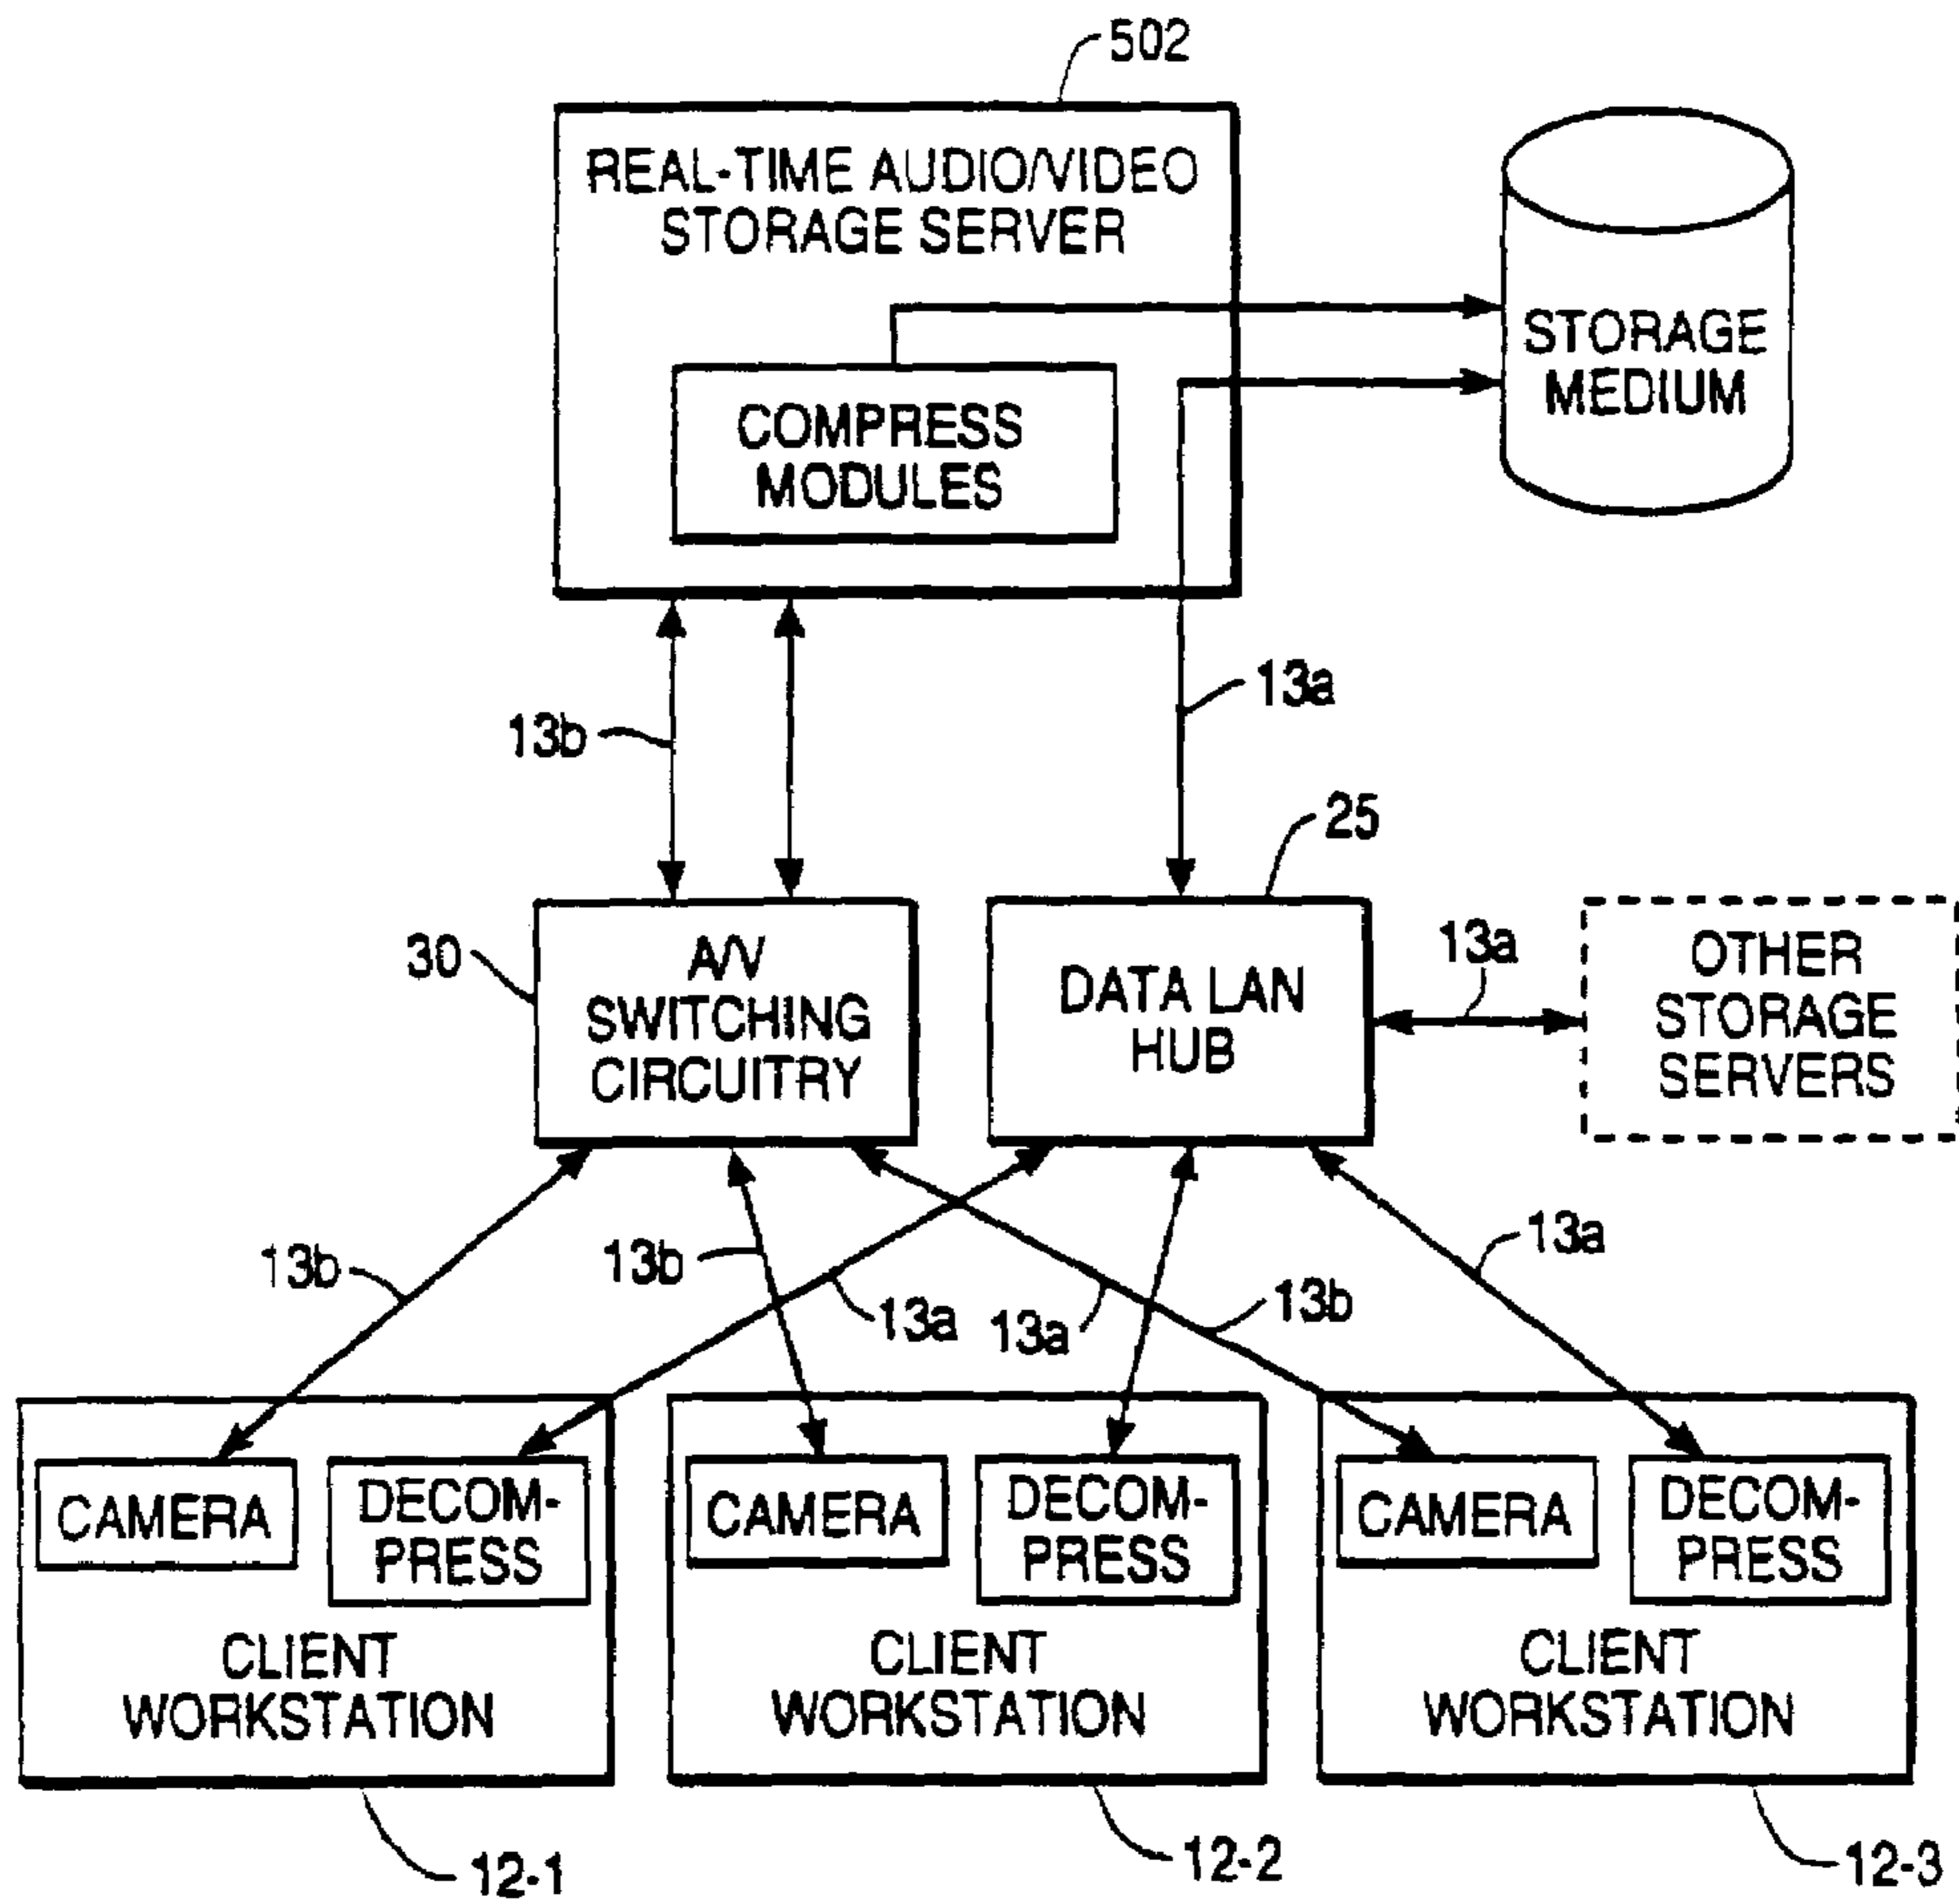 502
REAL-TIME AUDIO/VIDEO
STORAGE SERVER
COMPRESS
MODULES
STORAGE
MEDIUM
13b
13a
25
30
A/V
SWITCHING
CIRCUITRY
DATA LAN
HUB
13a
OTHER
STORAGE
SERVERS
13b
13b
13a
13a
13b
13a
CAMERA
DECOM-
PRESS
CLIENT
WORKSTATION
CAMERA
DECOM-
PRESS
CLIENT
WORKSTATION
CAMERA
DECOM-
PRESS
CLIENT
WORKSTATION
12-1
12-2
12-3